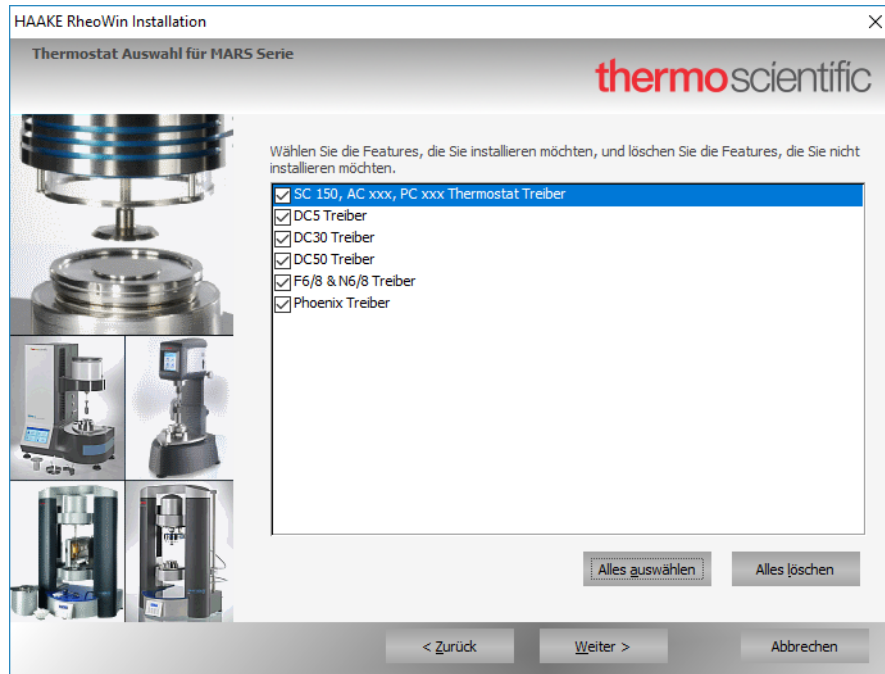 HAAKE RheoWin Installation
Thermostat Auswahl für MARS Serie
thermoscientific
Wählen Sie die Features, die Sie installieren möchten, und löschen Sie die Features, die Sie nicht
installieren möchten.
SC 150, AC xxx, PC xxx Thermostat Treiber
DC5 Treiber
DC30 Treiber
DC50 Treiber
F6/8 & N6/8 Treiber
Phoenix Treiber
Alles auswählen
Alles löschen
< Zurück
Weiter >
Abbrechen